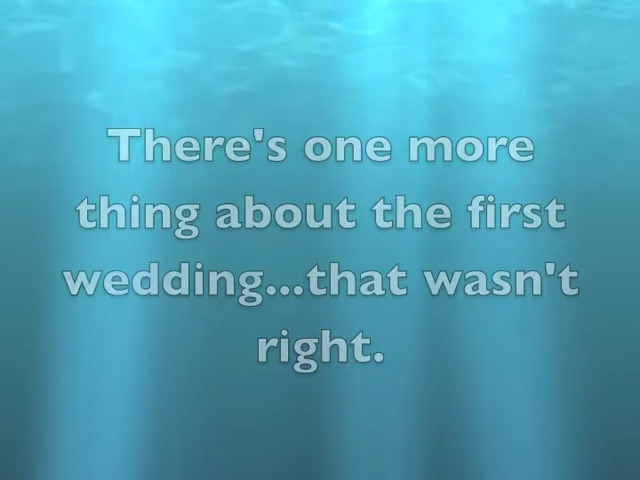 There's one more
thing about the first
wedding...that wasn't
right.